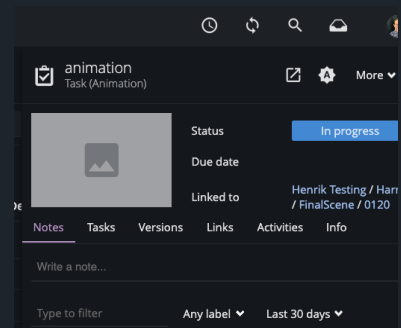 animation
Task (Animation)
More
Status
In progress
Due date
Linked to
Henrik Testing /
/ FinalScene / 0120
Notes Tasks Versions Links Activities Info
Write a note...
Type to filter
Any label Last 30 days